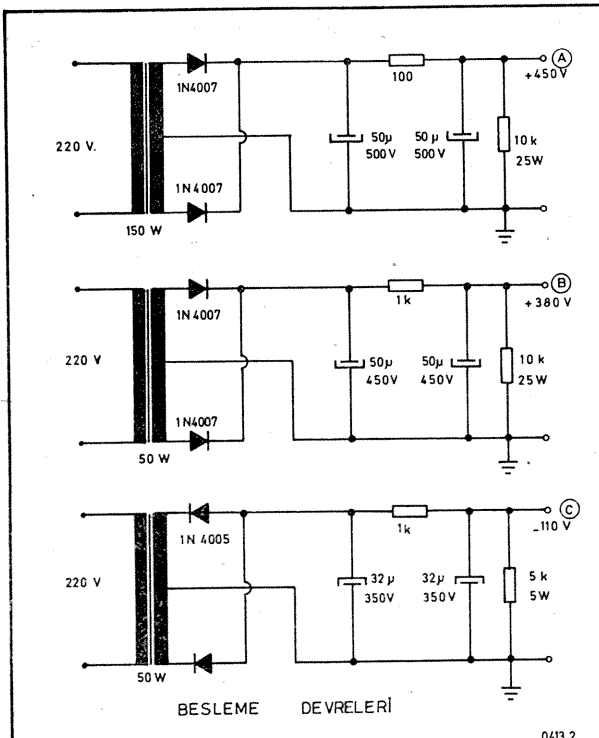 1N4007
100
A
+450V
50µ
500V
50µ
500V
10k
25W
220 V.
1N4007
150 W
1N4007
1k
B
+380 V
50µ
450V
50µ
450V
10k
25W
220 V
1N4007
50 W
1N 4005
1k
C
-110 V
32µ
350V
32µ
350V
5 k
5W
220 V
50 W
BESLEME DEVRELERİ
0413 2